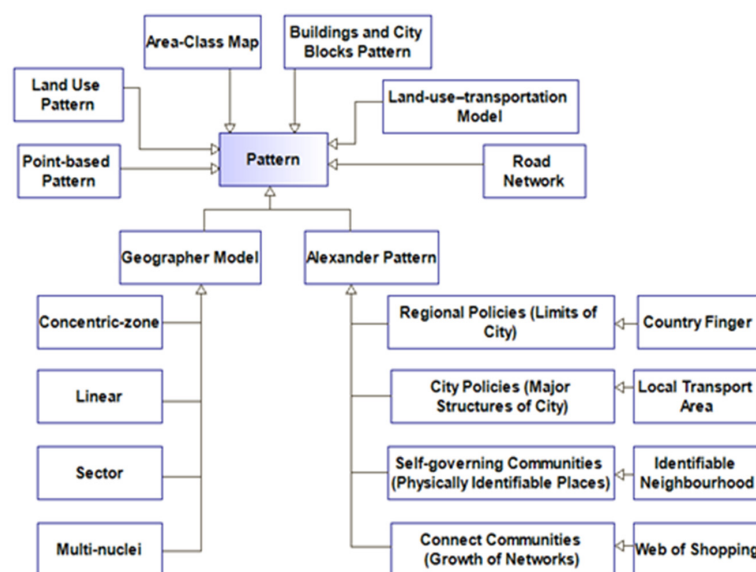 Area-Class Map
Buildings and City
Blocks Pattern
Land Use
Pattern
Land-use–transportation
Model
Point-based
Pattern
Pattern
Road
Network
Geographer Model
Alexander Pattern
Concentric-zone
Regional Policies (Limits of
City)
Country Finger
Linear
City Policies (Major
Structures of City)
Local Transport
Area
Sector
Self-governing Communities
(Physically Identifiable Places)
Identifiable
Neighbourhood
Multi-nuclei
Connect Communities
(Growth of Networks)
Web of Shopping